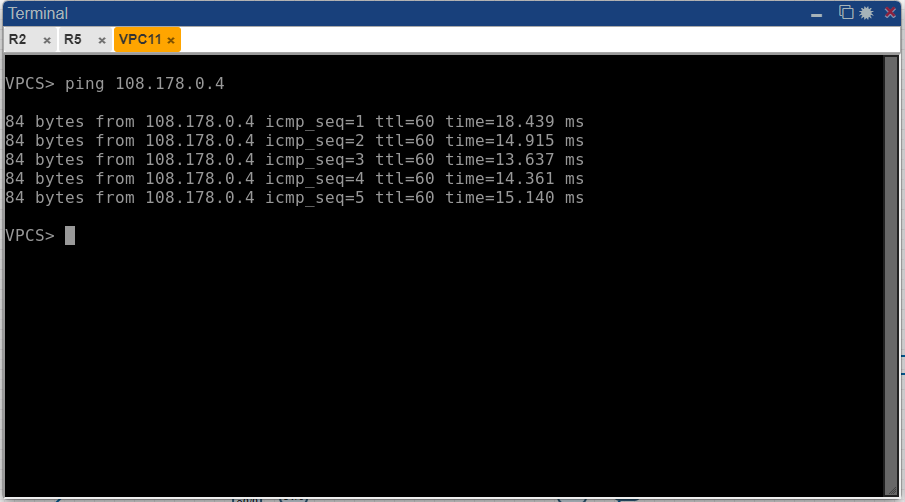 Terminal
R2 × R5 × VPC11 ×
VPCS> ping 108.178.0.4
84 bytes from 108.178.0.4 icmp_seq=1 ttl=60 time=18.439 ms
84 bytes from 108.178.0.4 icmp_seq=2 ttl=60 time=14.915 ms
84 bytes from 108.178.0.4 icmp_seq=3 ttl=60 time=13.637 ms
84 bytes from 108.178.0.4 icmp_seq=4 ttl=60 time=14.361 ms
84 bytes from 108.178.0.4 icmp_seq=5 ttl=60 time=15.140 ms
VPCS>